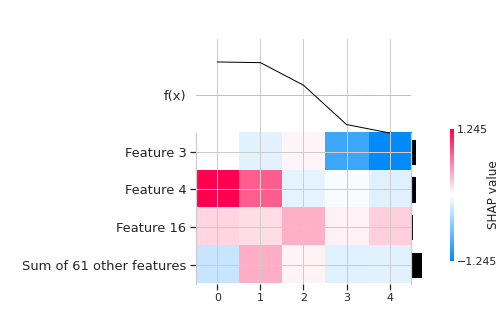 f(x)
Feature 3
Feature 4
Feature 16
Sum of 61 other features
0 1 2 3 4
1.245
−1.245
SHAP value